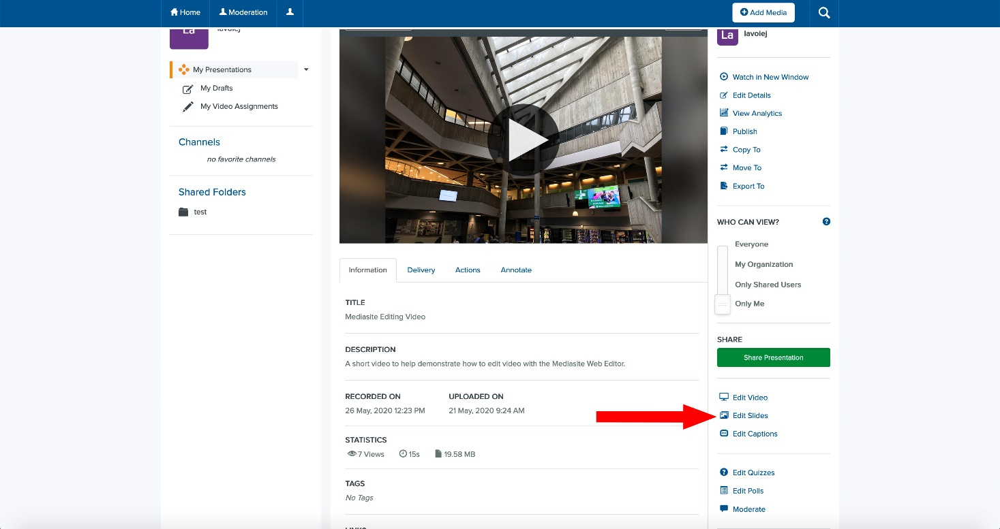 Home
Moderation
Add Media
La
lavoiej
My Presentations
My Drafts
My Video Assignments
Channels
no favorite channels
Shared Folders
test
Information
Delivery
Actions
Annotate
TITLE
Mediasite Editing Video
DESCRIPTION
A short video to help demonstrate how to edit video with the Mediasite Web Editor.
RECORDED ON
UPLOADED ON
26 May, 2020 12:23 PM
21 May, 2020 9:24 AM
STATISTICS
7 Views
15s
19.58 MB
TAGS
No Tags
LINKS
La
lavoiej
Watch in New Window
Edit Details
View Analytics
Publish
Copy To
Move To
Export To
WHO CAN VIEW?
Everyone
My Organization
Only Shared Users
Only Me
SHARE
Share Presentation
Edit Video
Edit Slides
Edit Captions
Edit Quizzes
Edit Polls
Moderate